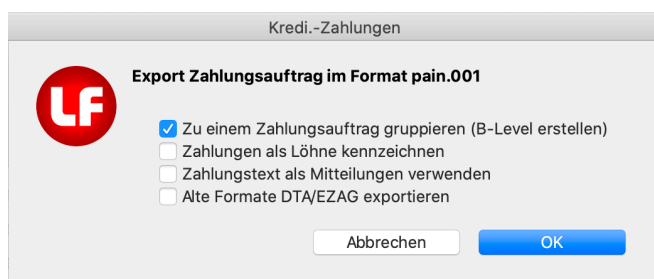 Kredi.-Zahlungen
LF
Export Zahlungsauftrag im Format pain.001
Zu einem Zahlungsauftrag gruppieren (B-Level erstellen)
Zahlungen als Löhne kennzeichnen
Zahlungstext als Mitteilungen verwenden
Alte Formate DTA/EZAG exportieren
Abbrechen OK